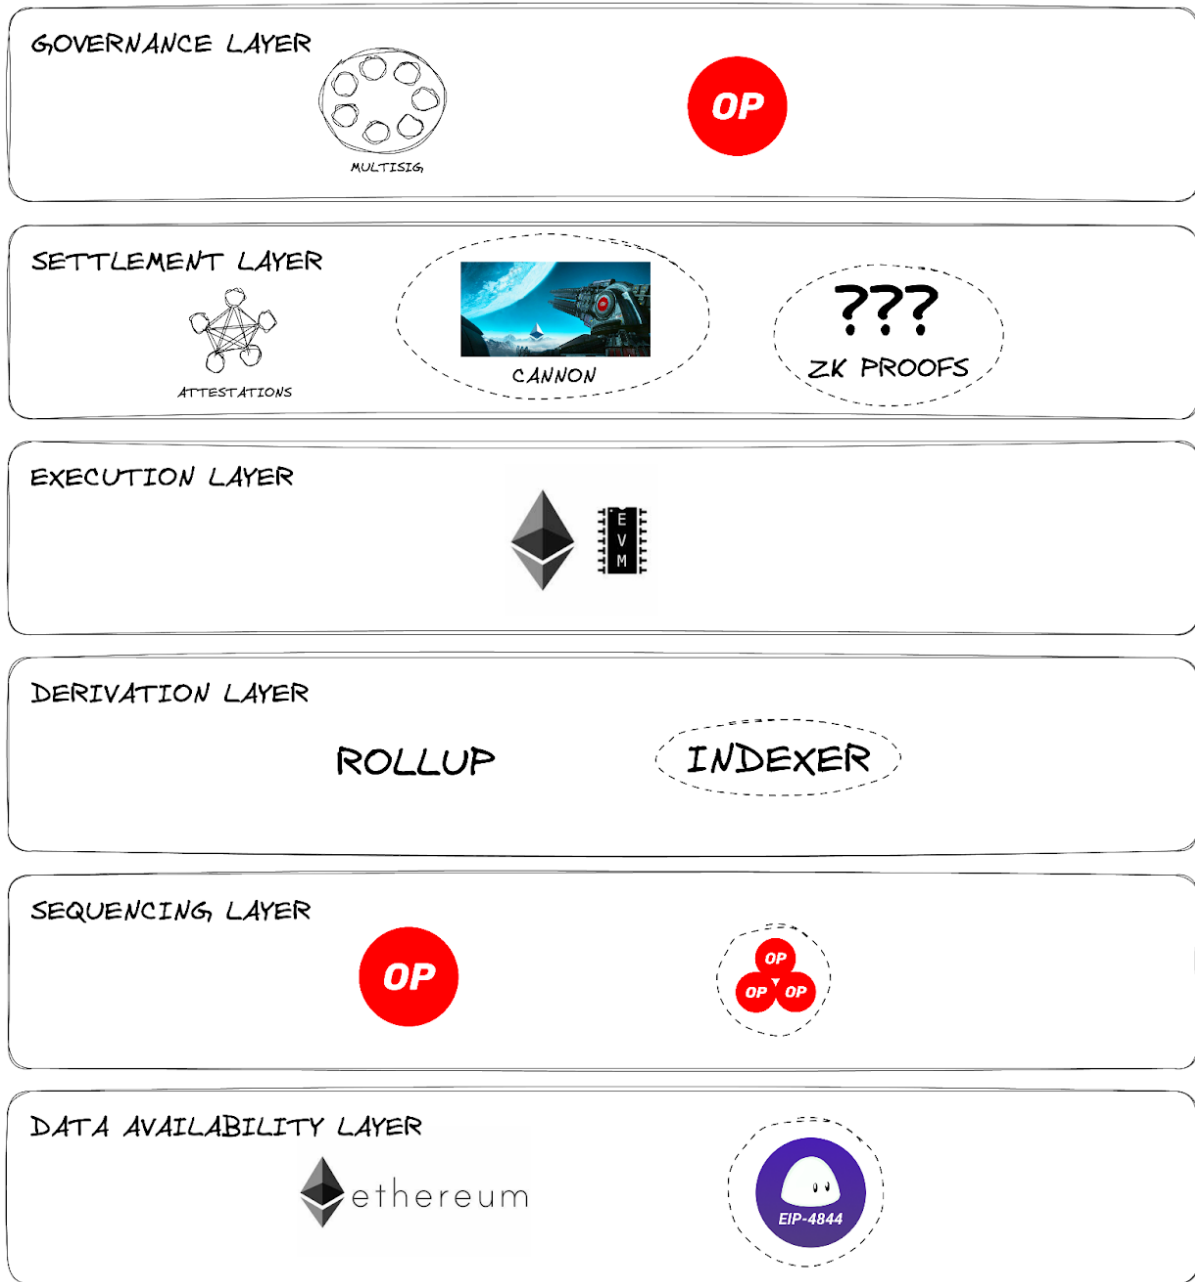 GOVERNANCE LAYER
MULTISIG
OP
SETTLEMENT LAYER
ATTESTATIONS
OP
CANNON
???
ZK PROOFS
EXECUTION LAYER
EVM
DERIVATION LAYER
ROLLUP
INDEXER
SEQUENCING LAYER
OP
OP
OP OP
DATA AVAILABILITY LAYER
ethereum
EIP-4844